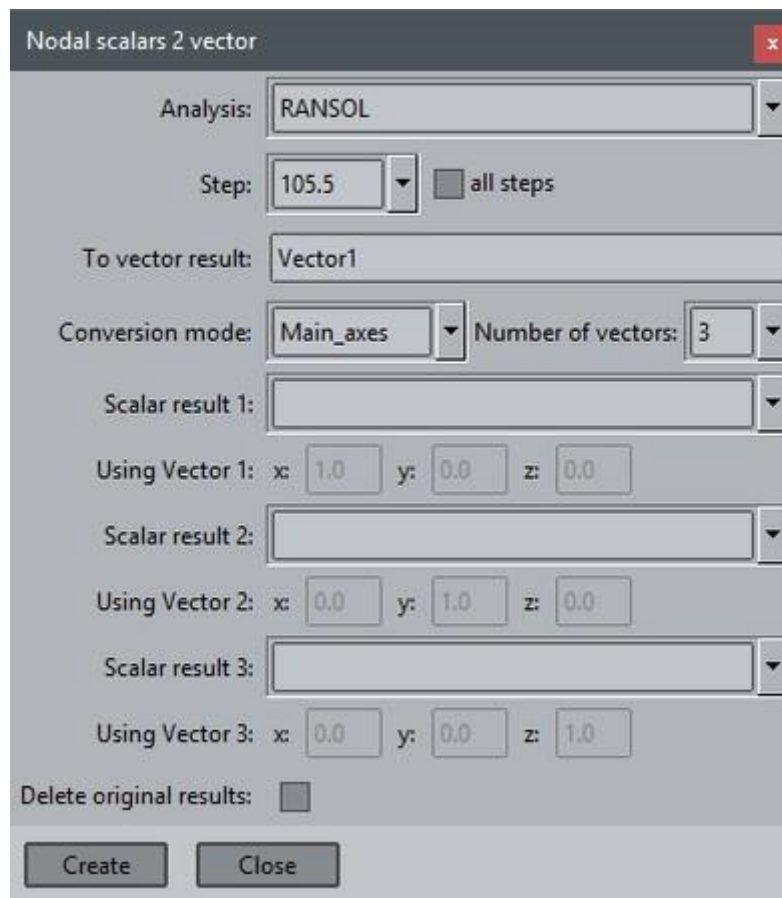 Nodal scalars 2 vector x
Analysis: RANSOL
Step: 105.5 all steps
To vector result: Vector1
Conversion mode: Main_axes Number of vectors: 3
Scalar result 1:
Using Vector 1: x: 1.0 y: 0.0 z: 0.0
Scalar result 2:
Using Vector 2: x: 0.0 y: 1.0 z: 0.0
Scalar result 3:
Using Vector 3: x: 0.0 y: 0.0 z: 1.0
Delete original results:
Create Close